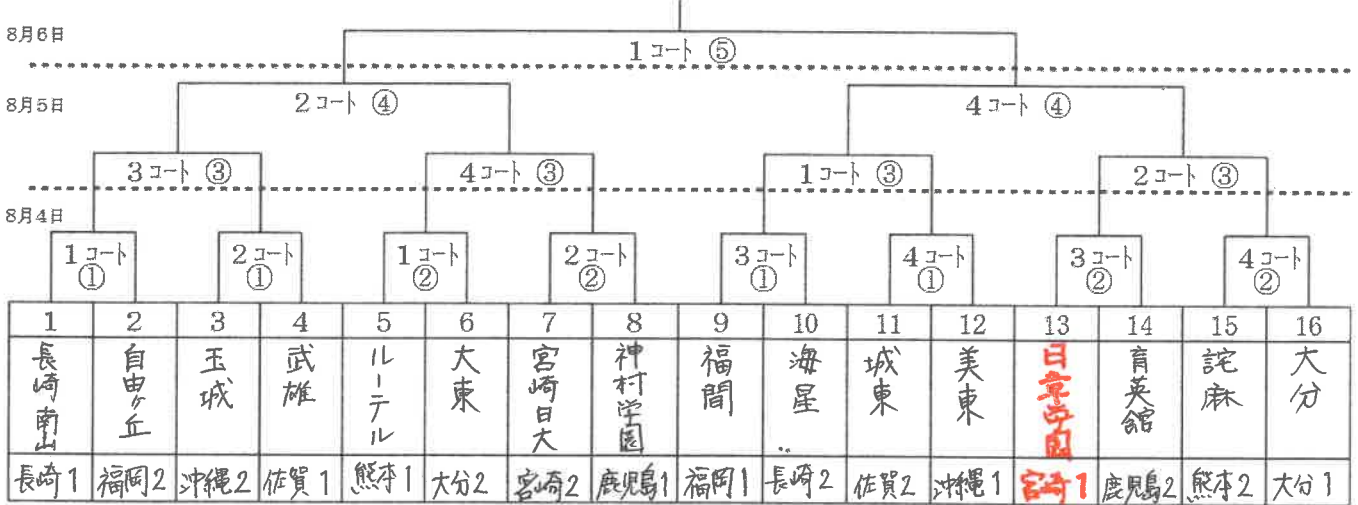 8月6日
1コート ⑤
8月5日
2コート ④ 4コート ④
3コート ③ 4コート ③ 1コート ③ 2コート ③
8月4日
1コート ① 2コート ① 1コート ② 2コート ② 3コート ① 4コート ① 3コート ② 4コート ②
1 2 3 4 5 6 7 8 9 10 11 12 13 14 15 16
長崎南山 自由ヶ丘 玉城 武雄 ルーテル 大東 宮崎日大 神村学園 福間 海星 城東 美東 日章学園 育英館 詫麻 大分
長崎1 福岡2 沖縄2 佐賀1 熊本1 大分2 宮崎2 鹿児島1 福岡1 長崎2 佐賀2 沖縄1 宮崎1 鹿児島2 熊本2 大分1